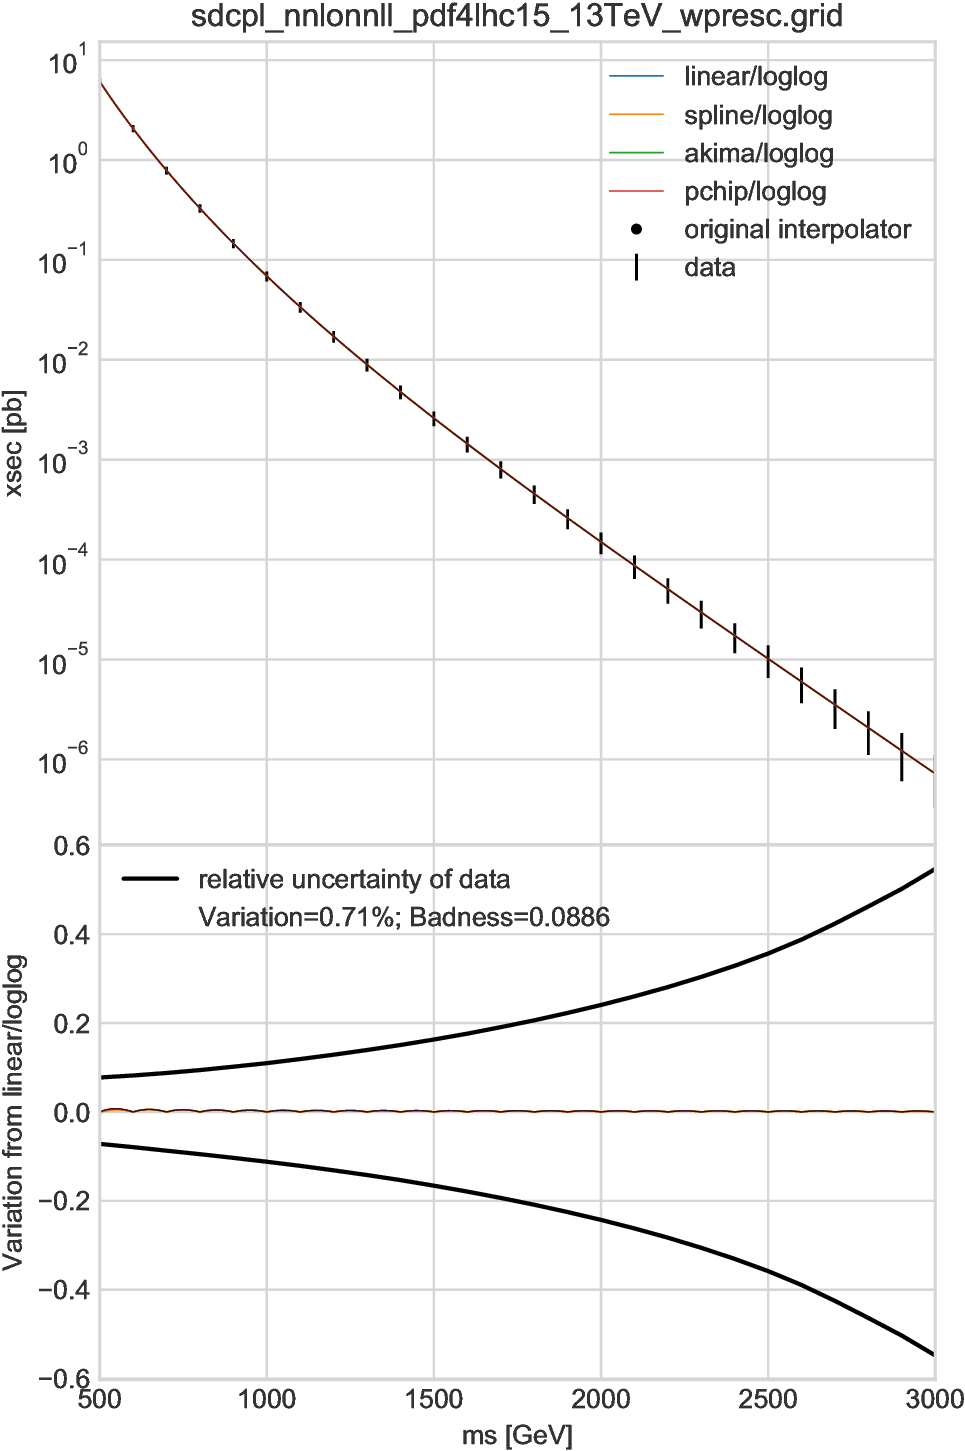 sdcpl_nnlonnll_pdf4lhc15_13TeV_wpresc.grid
10^1
10^0
10^−1
10^−2
10^−3
10^−4
10^−5
10^−6
xsec [pb]
linear/loglog
spline/loglog
akima/loglog
pchip/loglog
original interpolator
data
0.6
0.4
0.2
0.0
−0.2
−0.4
−0.6
Variation from linear/loglog
relative uncertainty of data
Variation=0.71%; Badness=0.0886
500 1000 1500 2000 2500 3000
ms [GeV]